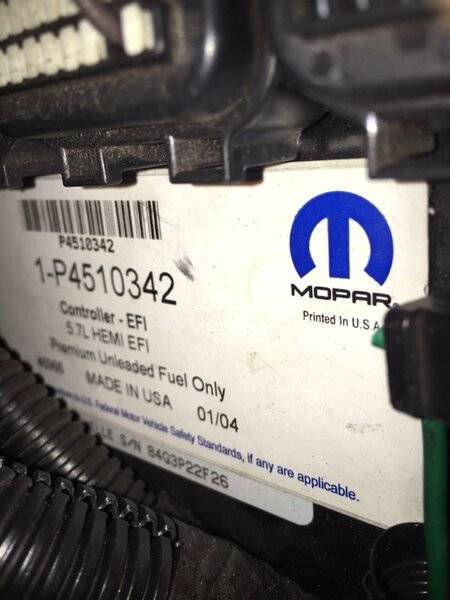 P4510342
1-P4510342
Controller - EFI
5.7L HEMI EFI
Premium Unleaded Fuel Only
MADE IN USA 01/04
U.S. Federal Motor Vehicle Safety Standards, if any are applicable.
S/N 84G3P22F26
MOPAR
Printed In U.S.A